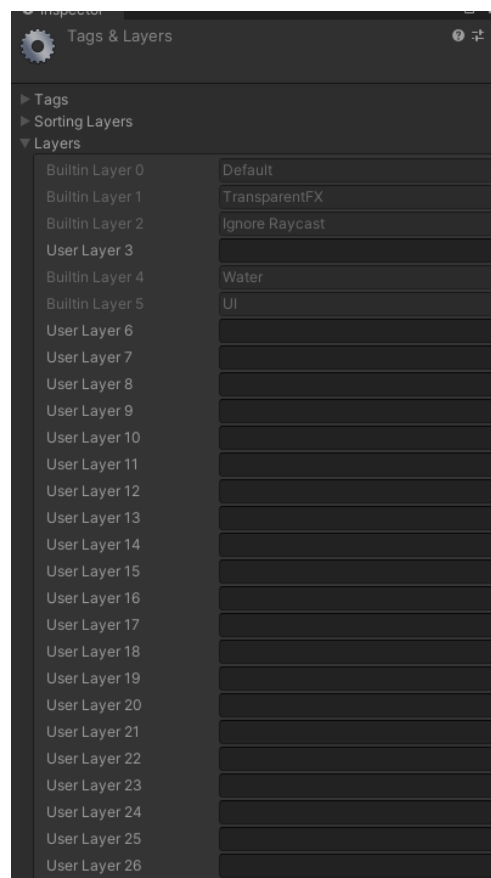 Inspector
Tags & Layers
Tags
Sorting Layers
Layers
Builtin Layer 0 Default
Builtin Layer 1 TransparentFX
Builtin Layer 2 Ignore Raycast
User Layer 3
Builtin Layer 4 Water
Builtin Layer 5 UI
User Layer 6
User Layer 7
User Layer 8
User Layer 9
User Layer 10
User Layer 11
User Layer 12
User Layer 13
User Layer 14
User Layer 15
User Layer 16
User Layer 17
User Layer 18
User Layer 19
User Layer 20
User Layer 21
User Layer 22
User Layer 23
User Layer 24
User Layer 25
User Layer 26